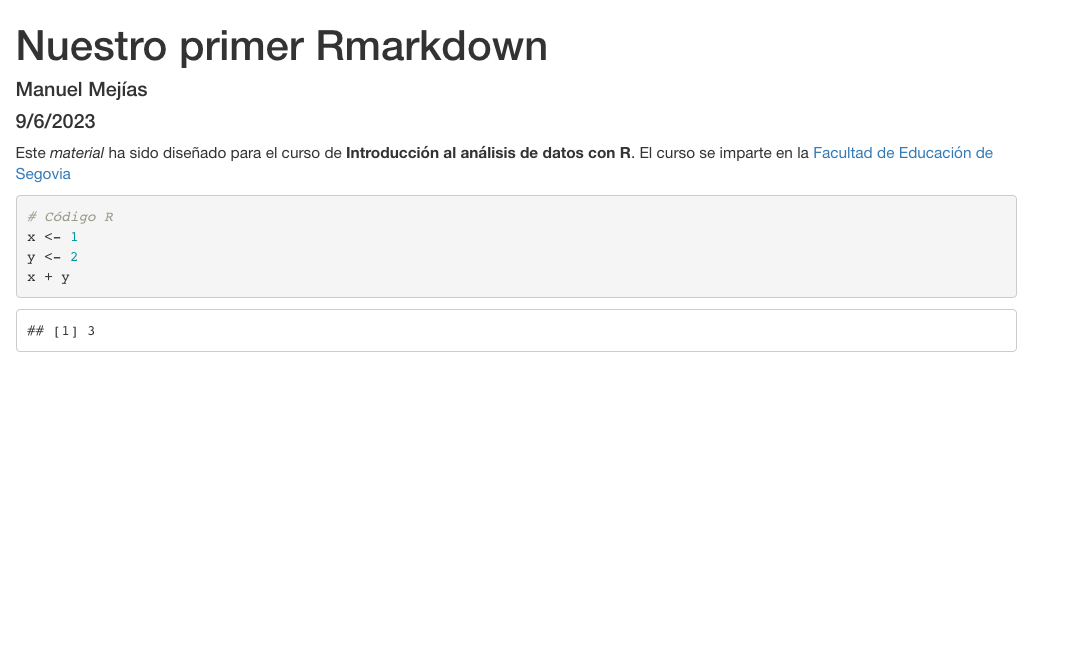 Nuestro primer Rmarkdown
Manuel Mejías
9/6/2023
Este material ha sido diseñado para el curso de Introducción al análisis de datos con R. El curso se imparte en la Facultad de Educación de
Segovia
# Código R
x <- 1
y <- 2
x + y
## [1] 3